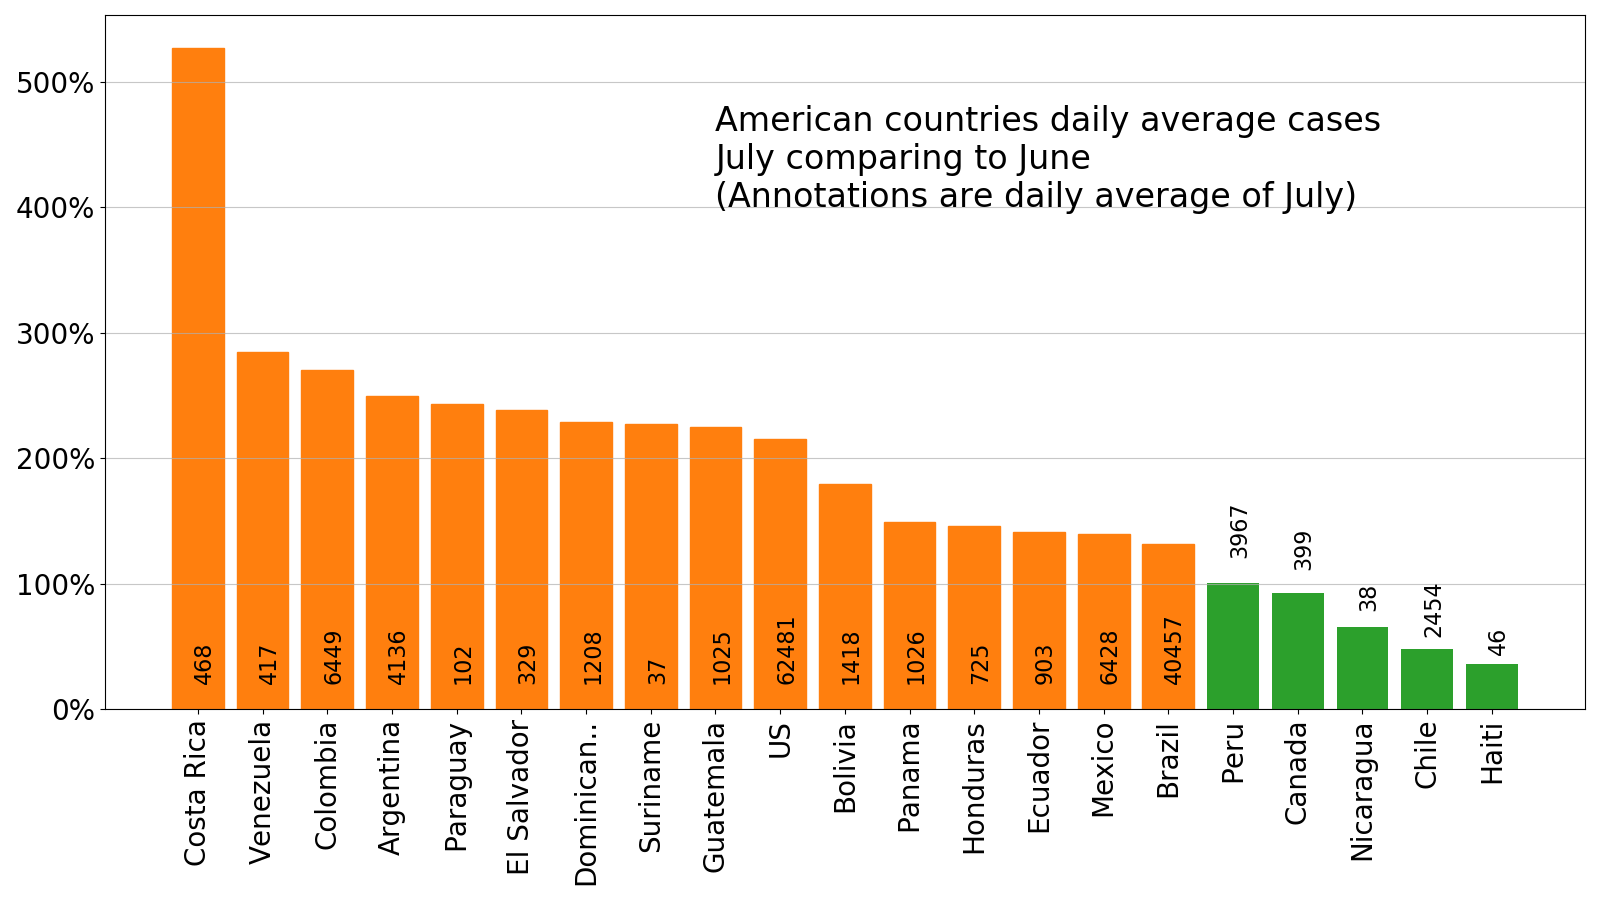 500%
400%
300%
200%
100%
0%
American countries daily average cases
July comparing to June
(Annotations are daily average of July)
468
417
6449
4136
102
329
1208
37
1025
62481
1418
1026
725
903
6428
40457
3967
399
38
2454
46
Costa Rica
Venezuela
Colombia
Argentina
Paraguay
El Salvador
Dominican..
Suriname
Guatemala
US
Bolivia
Panama
Honduras
Ecuador
Mexico
Brazil
Peru
Canada
Nicaragua
Chile
Haiti